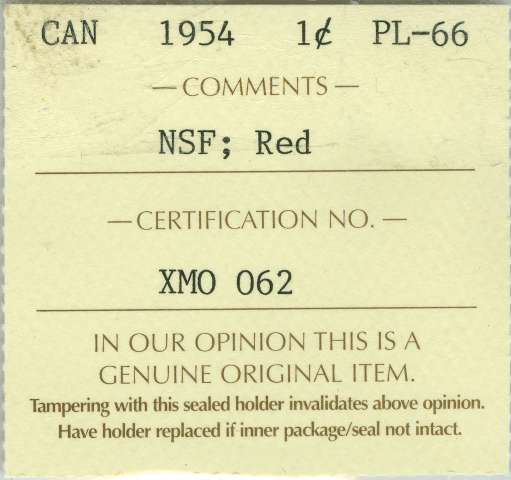 CAN 1954 1¢ PL-66
— COMMENTS —
NSF; Red
— CERTIFICATION NO. —
XMO 062
IN OUR OPINION THIS IS A
GENUINE ORIGINAL ITEM.
Tampering with this sealed holder invalidates above opinion.
Have holder replaced if inner package/seal not intact.